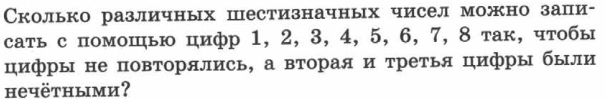 Сколько различных шестизначных чисел можно запи-
сать с помощью цифр 1, 2, 3, 4, 5, 6, 7, 8 так, чтобы
цифры не повторялись, а вторая и третья цифры были
нечётными?